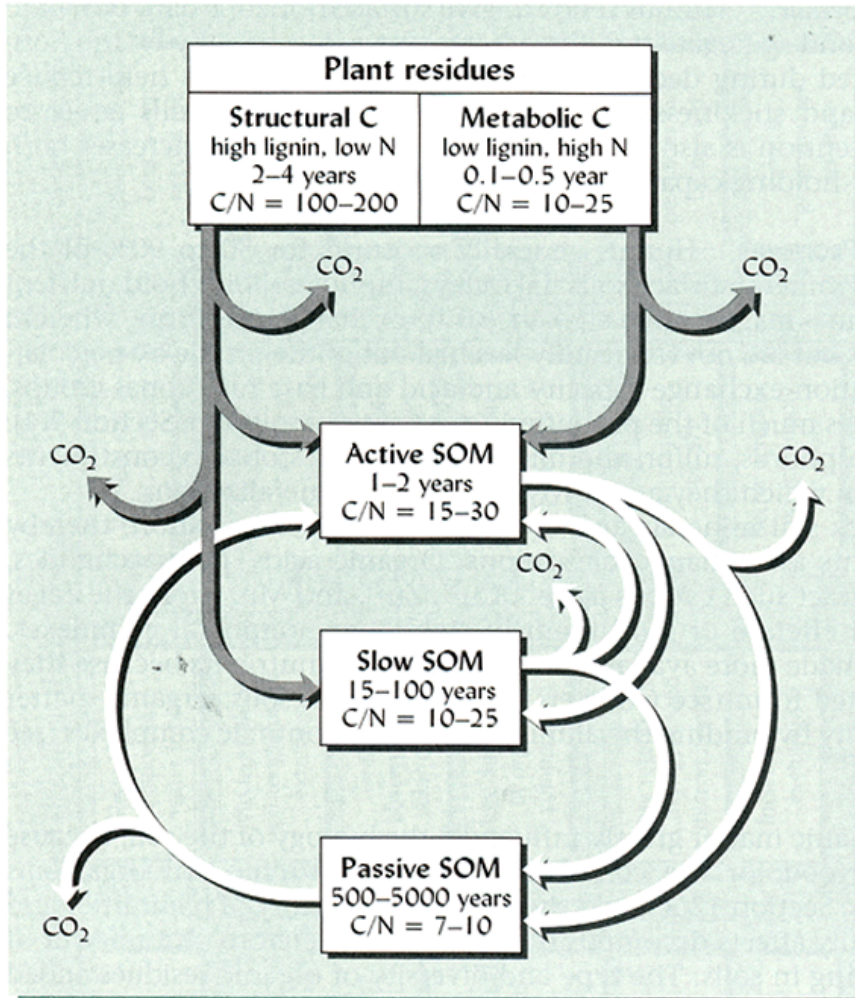 Plant residues
Structural C
high lignin, low N
2–4 years
C/N = 100–200
Metabolic C
low lignin, high N
0.1–0.5 year
C/N = 10–25
CO₂
CO₂
Active SOM
1–2 years
C/N = 15–30
CO₂
CO₂
CO₂
Slow SOM
15–100 years
C/N = 10–25
Passive SOM
500–5000 years
C/N = 7–10
CO₂